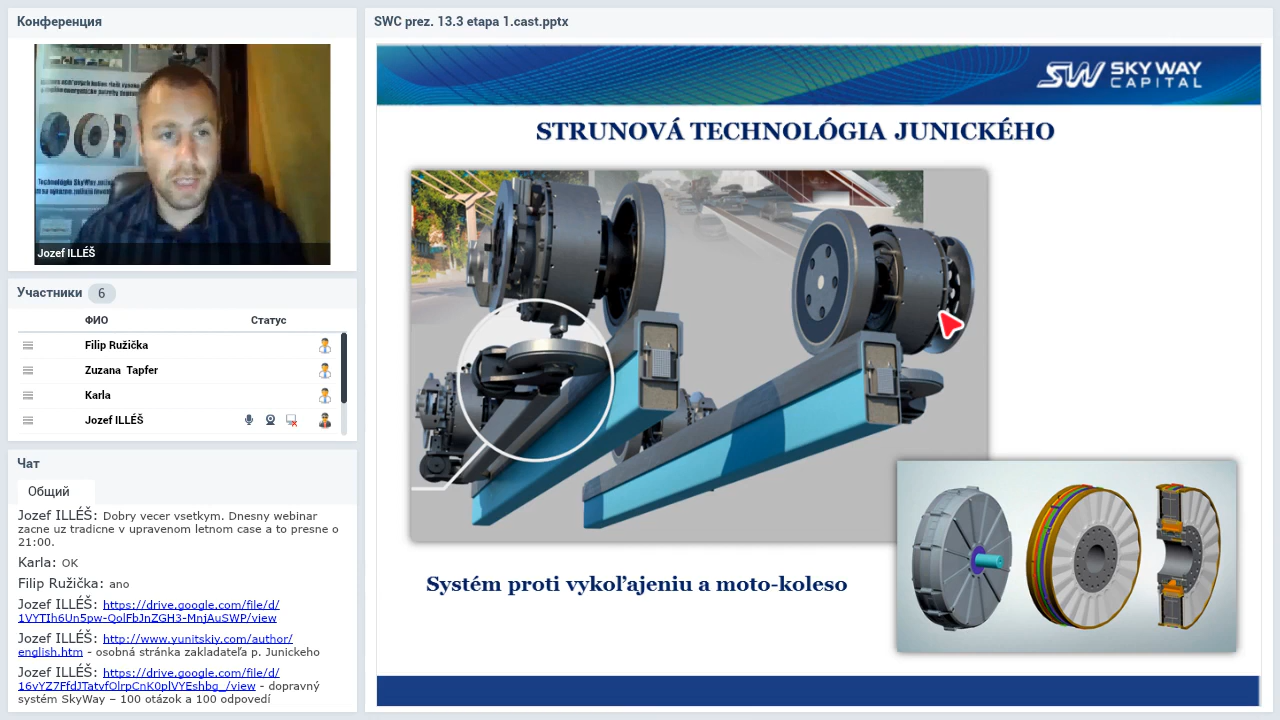 Конференция
Jozef ILLÉŠ
Участники 6
ФИО Статус
Filip Ružička
Zuzana Tapfer
Karla
Jozef ILLÉŠ
Чат
Общий
Jozef ILLÉŠ: Dobry vecer vsetkym. Dnesny webinar
zacne uz tradicne v upravenom letnom case a to presne o
21:00.
Karla: OK
Filip Ružička: ano
Jozef ILLÉŠ: https://drive.google.com/file/d/
1VYTIh6Un5pw-QolFbJnZGH3-MnjAuSWP/view
Jozef ILLÉŠ: http://www.yunitskiy.com/author/
english.htm - osobná stránka zakladateľa p. Junickeho
Jozef ILLÉŠ: https://drive.google.com/file/d/
16vYZ7FfdJTatvfOlrpCnK0plVYEshbg_/view - dopravný
systém SkyWay – 100 otázok a 100 odpovedí
SWC prez. 13.3 etapa 1.cast.pptx
SW SKY WAY
CAPITAL
STRUNOVÁ TECHNOLÓGIA JUNICKÉHO
Systém proti vykoľajeniu a moto-koleso